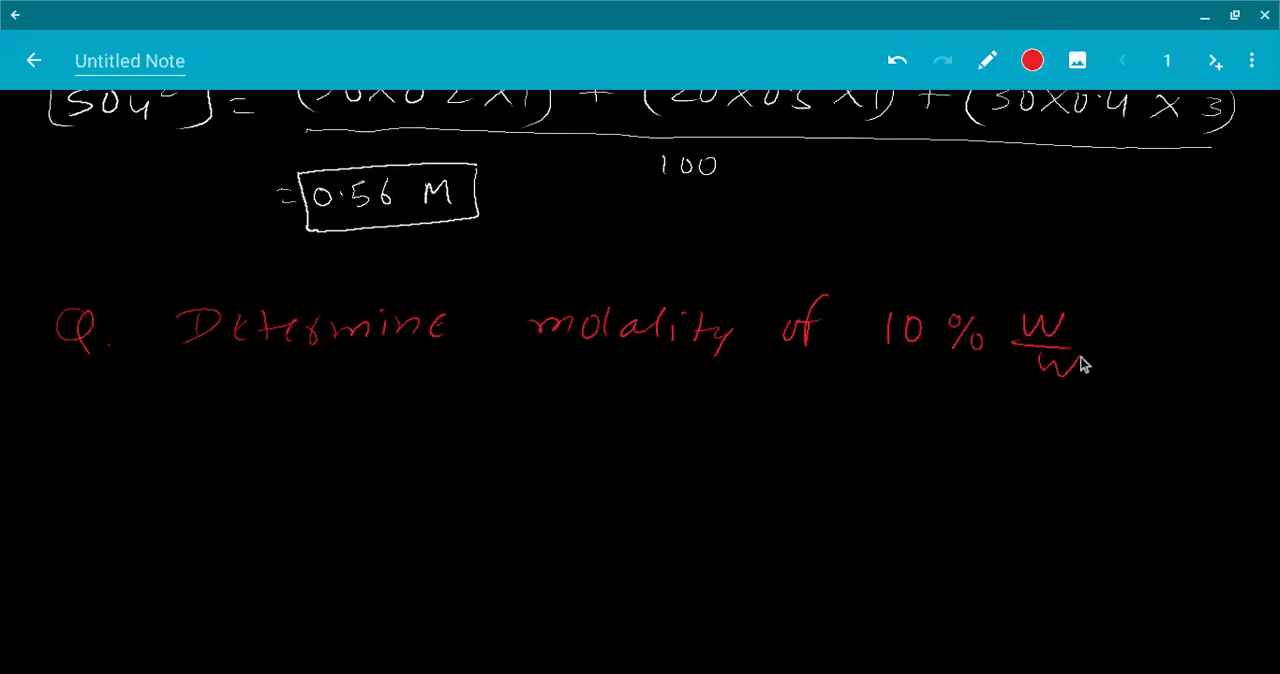 Untitled Note
1
[SO4²⁻] = (50×0.2×1) + (20×0.3×1) + (30×0.4×3)
100
= 0.56 M
Q. Determine molality of 10% W/W